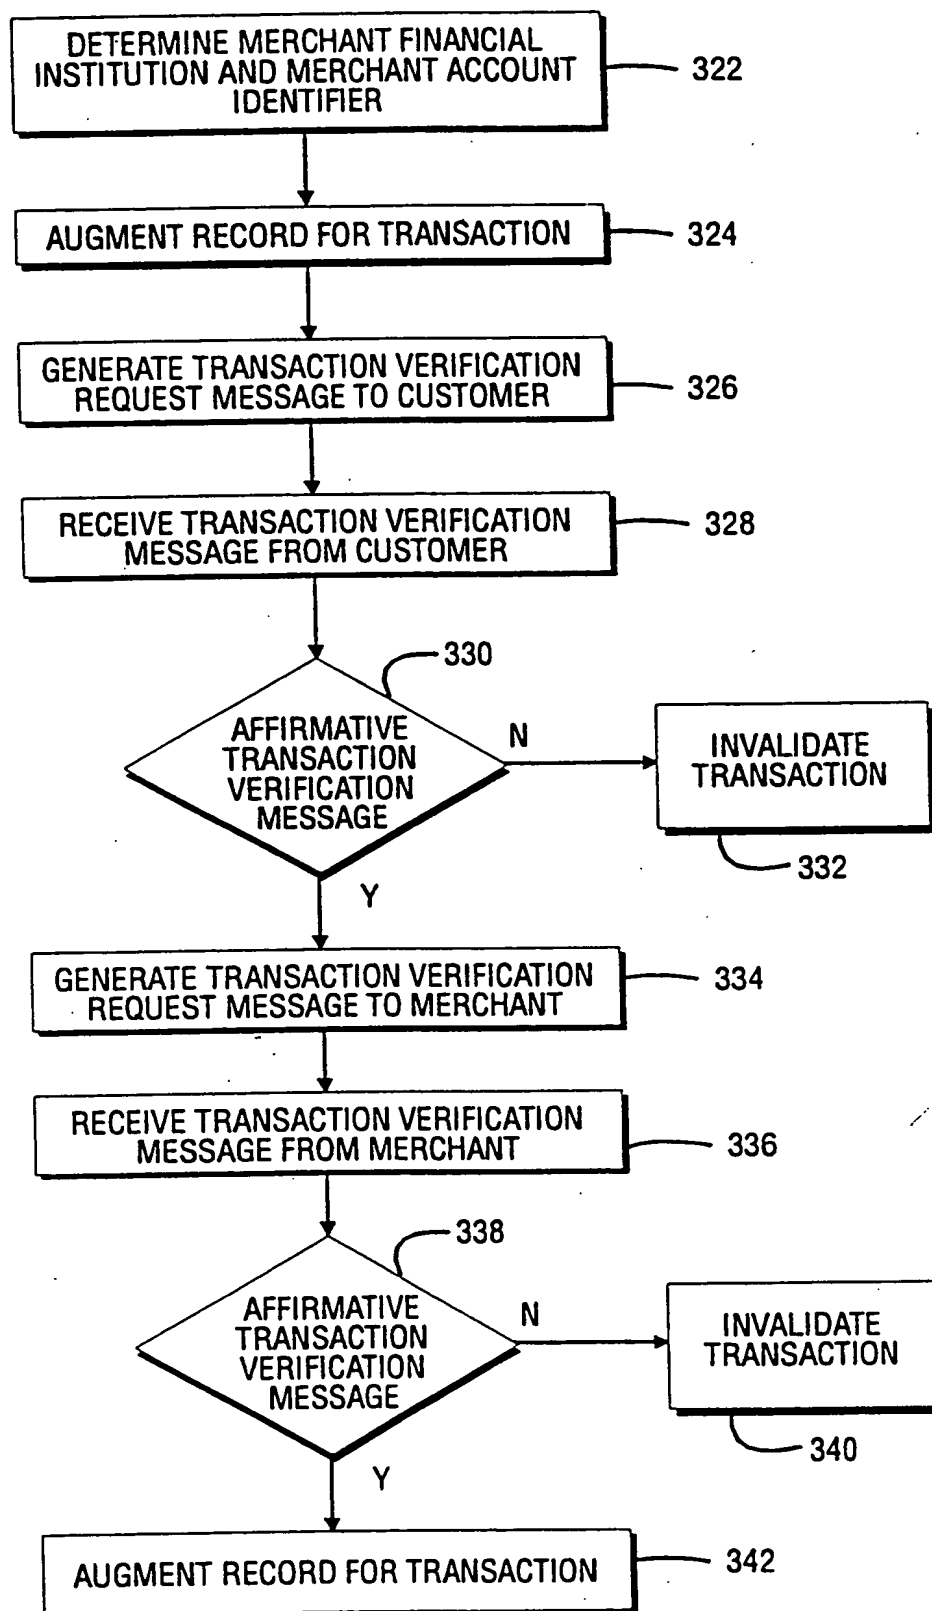 DETERMINE MERCHANT FINANCIAL
INSTITUTION AND MERCHANT ACCOUNT
IDENTIFIER
322
AUGMENT RECORD FOR TRANSACTION
324
GENERATE TRANSACTION VERIFICATION
REQUEST MESSAGE TO CUSTOMER
326
RECEIVE TRANSACTION VERIFICATION
MESSAGE FROM CUSTOMER
328
330
AFFIRMATIVE
TRANSACTION
VERIFICATION
MESSAGE
N
INVALIDATE
TRANSACTION
332
Y
GENERATE TRANSACTION VERIFICATION
REQUEST MESSAGE TO MERCHANT
334
RECEIVE TRANSACTION VERIFICATION
MESSAGE FROM MERCHANT
336
338
AFFIRMATIVE
TRANSACTION
VERIFICATION
MESSAGE
N
INVALIDATE
TRANSACTION
340
Y
AUGMENT RECORD FOR TRANSACTION
342